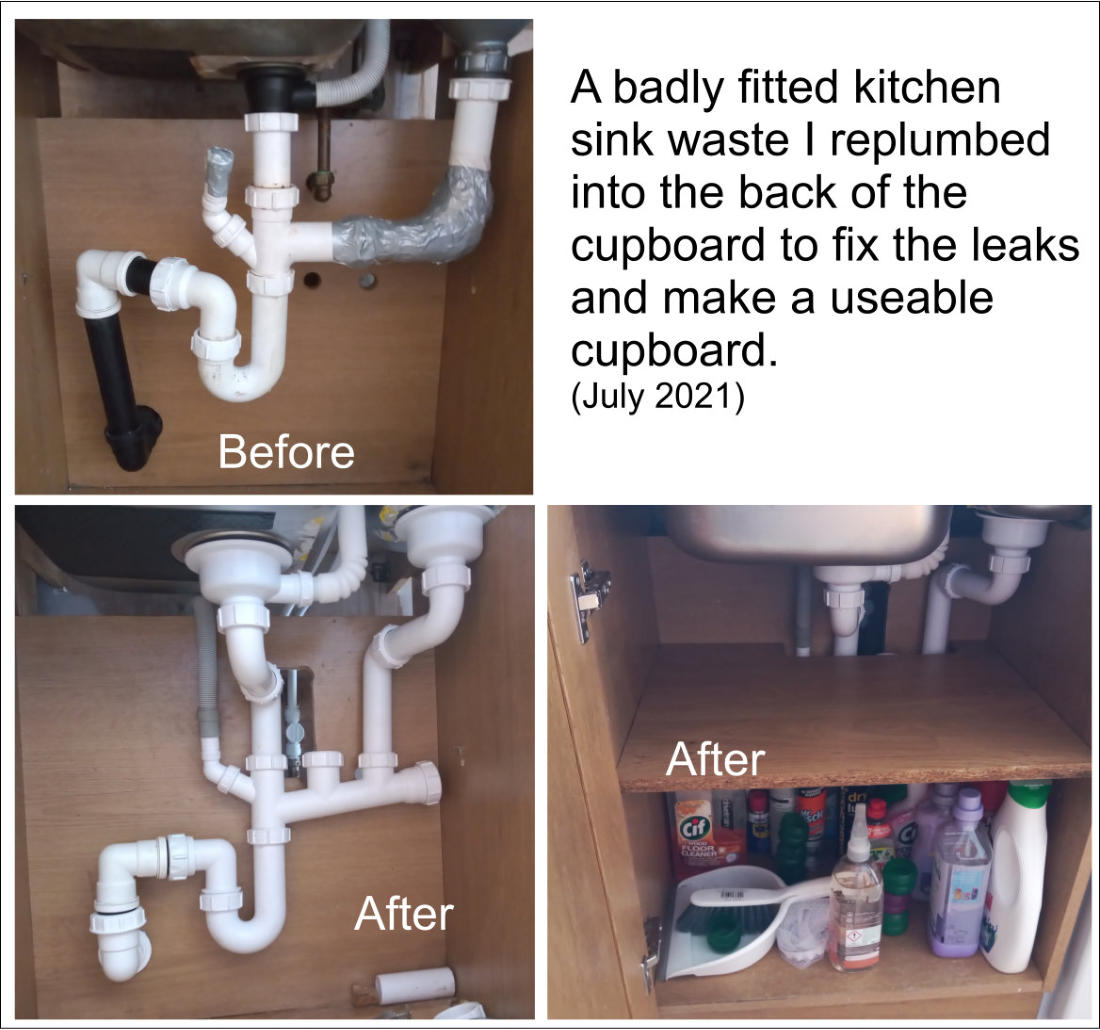 A badly fitted kitchen
sink waste I replumbed
into the back of the
cupboard to fix the leaks
and make a useable
cupboard.
(July 2021)
Before
After
After
Cif
FLOOR
CLEANER